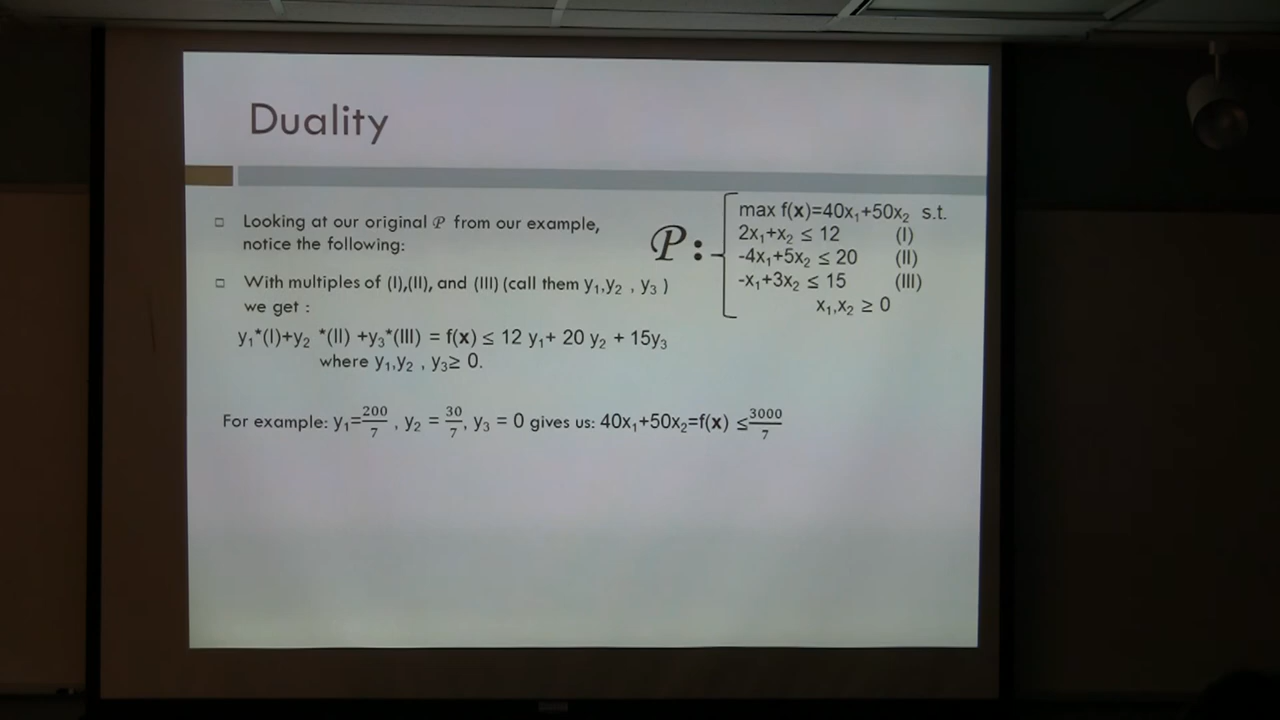 Duality
Looking at our original 𝒫 from our example,
notice the following:
With multiples of (I),(II), and (III) (call them y₁,y₂ , y₃ )
we get :
y₁*(I)+y₂ *(II) +y₃*(III) = f(x) ≤ 12 y₁+ 20 y₂ + 15y₃
where y₁,y₂ , y₃≥ 0.
For example: y₁=200/7 , y₂ = 30/7, y₃ = 0 gives us: 40x₁+50x₂=f(x) ≤3000/7
𝒫:
max f(x)=40x₁+50x₂ s.t.
2x₁+x₂ ≤ 12 (I)
-4x₁+5x₂ ≤ 20 (II)
-x₁+3x₂ ≤ 15 (III)
x₁,x₂ ≥ 0